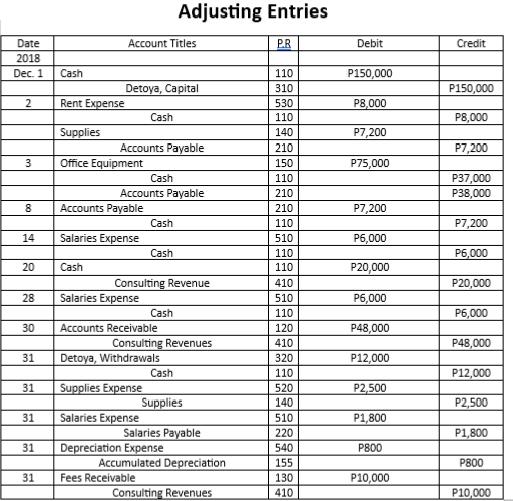 Adjusting Entries
Date Account Titles P.R Debit Credit
2018
Dec. 1 Cash 110 P150,000
Detoya, Capital 310 P150,000
2 Rent Expense 530 P8,000
Cash 110 P8,000
Supplies 140 P7,200
Accounts Payable 210 P7,200
3 Office Equipment 150 P75,000
Cash 110 P37,000
Accounts Payable 210 P38,000
8 Accounts Payable 210 P7,200
Cash 110 P7,200
14 Salaries Expense 510 P6,000
Cash 110 P6,000
20 Cash 110 P20,000
Consulting Revenue 410 P20,000
28 Salaries Expense 510 P6,000
Cash 110 P6,000
30 Accounts Receivable 120 P48,000
Consulting Revenues 410 P48,000
31 Detoya, Withdrawals 320 P12,000
Cash 110 P12,000
31 Supplies Expense 520 P2,500
Supplies 140 P2,500
31 Salaries Expense 510 P1,800
Salaries Payable 220 P1,800
31 Depreciation Expense 540 P800
Accumulated Depreciation 155 P800
31 Fees Receivable 130 P10,000
Consulting Revenues 410 P10,000